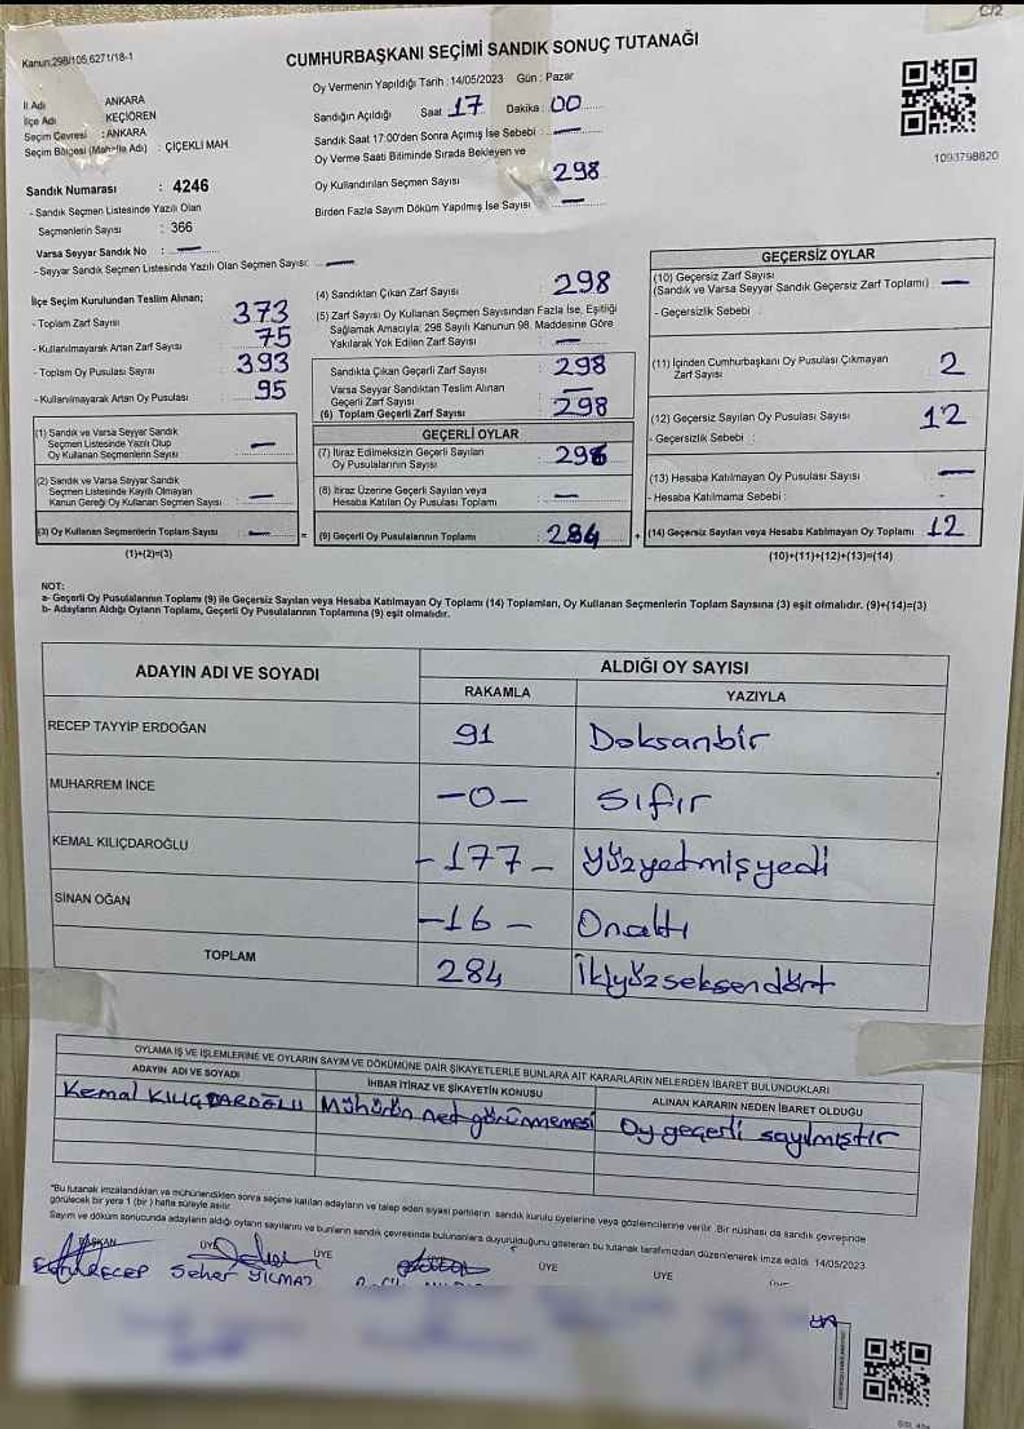 C/2
Kanun:298/105,6271/18-1
CUMHURBAŞKANI SEÇİMİ SANDIK SONUÇ TUTANAĞI
Oy Vermenin Yapıldığı Tarih : 14/05/2023 Gün : Pazar
İl Adı ANKARA
İlçe Adı KEÇİÖREN
Seçim Çevresi : ANKARA
Seçim Bölgesi (Mahalle Adı) : ÇİÇEKLİ MAH.
Sandığın Açıldığı Saat 17 Dakika : 00
Sandık Saat 17:00'den Sonra Açımış İse Sebebi : —
Oy Verme Saati Bitiminde Sırada Bekleyen ve
Oy Kullandırılan Seçmen Sayısı 298
Birden Fazla Sayım Döküm Yapılmış İse Sayısı —
1093798820
Sandık Numarası : 4246
- Sandık Seçmen Listesinde Yazılı Olan
Seçmenlerin Sayısı : 366
Varsa Seyyar Sandık No : —
- Seyyar Sandık Seçmen Listesinde Yazılı Olan Seçmen Sayısı: —
İlçe Seçim Kurulundan Teslim Alınan;
- Toplam Zarf Sayısı 373
- Kullanılmayarak Artan Zarf Sayısı 75
- Toplam Oy Pusulası Sayısı 393
- Kullanılmayarak Artan Oy Pusulası 95
(1) Sandık ve Varsa Seyyar Sandık
Seçmen Listesinde Yazılı Olup
Oy Kullanan Seçmenlerin Sayısı —
(2) Sandık ve Varsa Seyyar Sandık
Seçmen Listesinde Kayıtlı Olmayan
Kanun Gereği Oy Kullanan Seçmen Sayısı : —
(3) Oy Kullanan Seçmenlerin Toplam Sayısı —
(1)+(2)=(3)
(4) Sandıktan Çıkan Zarf Sayısı 298
(5) Zarf Sayısı Oy Kullanan Seçmen Sayısından Fazla İse, Eşitliği
Sağlamak Amacıyla; 298 Sayılı Kanunun 98. Maddesine Göre
Yakılarak Yok Edilen Zarf Sayısı : —
Sandıkta Çıkan Geçerli Zarf Sayısı : 298
Varsa Seyyar Sandıktan Teslim Alınan
Geçerli Zarf Sayısı —
(6) Toplam Geçerli Zarf Sayısı : 298
GEÇERLİ OYLAR
(7) İtiraz Edilmeksizin Geçerli Sayılan
Oy Pusulalarının Sayısı
(8) İtiraz Üzerine Geçerli Sayılan veya
Hesaba Katılan Oy Pusulası Toplamı : —
= (9) Geçerli Oy Pusulalarının Toplamı : 284 +
GEÇERSİZ OYLAR
(10) Geçersiz Zarf Sayısı
(Sandık ve Varsa Seyyar Sandık Geçersiz Zarf Toplamı) : —
- Geçersizlik Sebebi :
(11) İçinden Cumhurbaşkanı Oy Pusulası Çıkmayan
Zarf Sayısı 2
(12) Geçersiz Sayılan Oy Pusulası Sayısı : 12
- Geçersizlik Sebebi :
(13) Hesaba Katılmayan Oy Pusulası Sayısı —
- Hesaba Katılmama Sebebi :
(14) Geçersiz Sayılan veya Hesaba Katılmayan Oy Toplamı : 12
(10)+(11)+(12)+(13)=(14)
NOT:
a- Geçerli Oy Pusulalarının Toplamı (9) ile Geçersiz Sayılan veya Hesaba Katılmayan Oy Toplamı (14) Toplamları, Oy Kullanan Seçmenlerin Toplam Sayısına (3) eşit olmalıdır. (9)+(14)=(3)
b- Adayların Aldığı Oyların Toplamı, Geçerli Oy Pusulalarının Toplamına (9) eşit olmalıdır.
ADAYIN ADI VE SOYADI ALDIĞI OY SAYISI
RAKAMLA YAZIYLA
RECEP TAYYİP ERDOĞAN 91 Doksanbir
MUHARREM İNCE -0- Sıfır
KEMAL KILIÇDAROĞLU -177- Yüzyetmişyedi
SİNAN OĞAN -16- Onaltı
TOPLAM 284 İkiyüzseksendört
OYLAMA İŞ VE İŞLEMLERİNE VE OYLARIN SAYIM VE DÖKÜMÜNE DAİR ŞİKAYETLERLE BUNLARA AİT KARARLARIN NELERDEN İBARET BULUNDUKLARI
ADAYIN ADI VE SOYADI İHBAR İTİRAZ VE ŞİKAYETİN KONUSU ALINAN KARARIN NEDEN İBARET OLDUĞU
Kemal KILIÇDAROĞLU Mühürün net görünmemesi Oy geçerli sayılmıştır
*Bu tutanak imzalandıktan ve mühürlendikten sonra seçime katılan adayların ve talep eden siyasi partilerin sandık kurulu üyelerine veya gözlemcilerine verilir. Bir nüshası da sandık çevresinde
görülecek bir yere 1 (bir) hafta süreyle asılır.
Sayım ve döküm sonucunda adayların aldığı oyların sayılarını ve bunların sandık çevresinde bulunanlara duyurulduğunu gösteren bu tutanak tarafımızdan düzenlenerek imza edildi. 14/05/2023
BAŞKAN ÜYE ÜYE ÜYE ÜYE
RECEP Seher YILMAZ